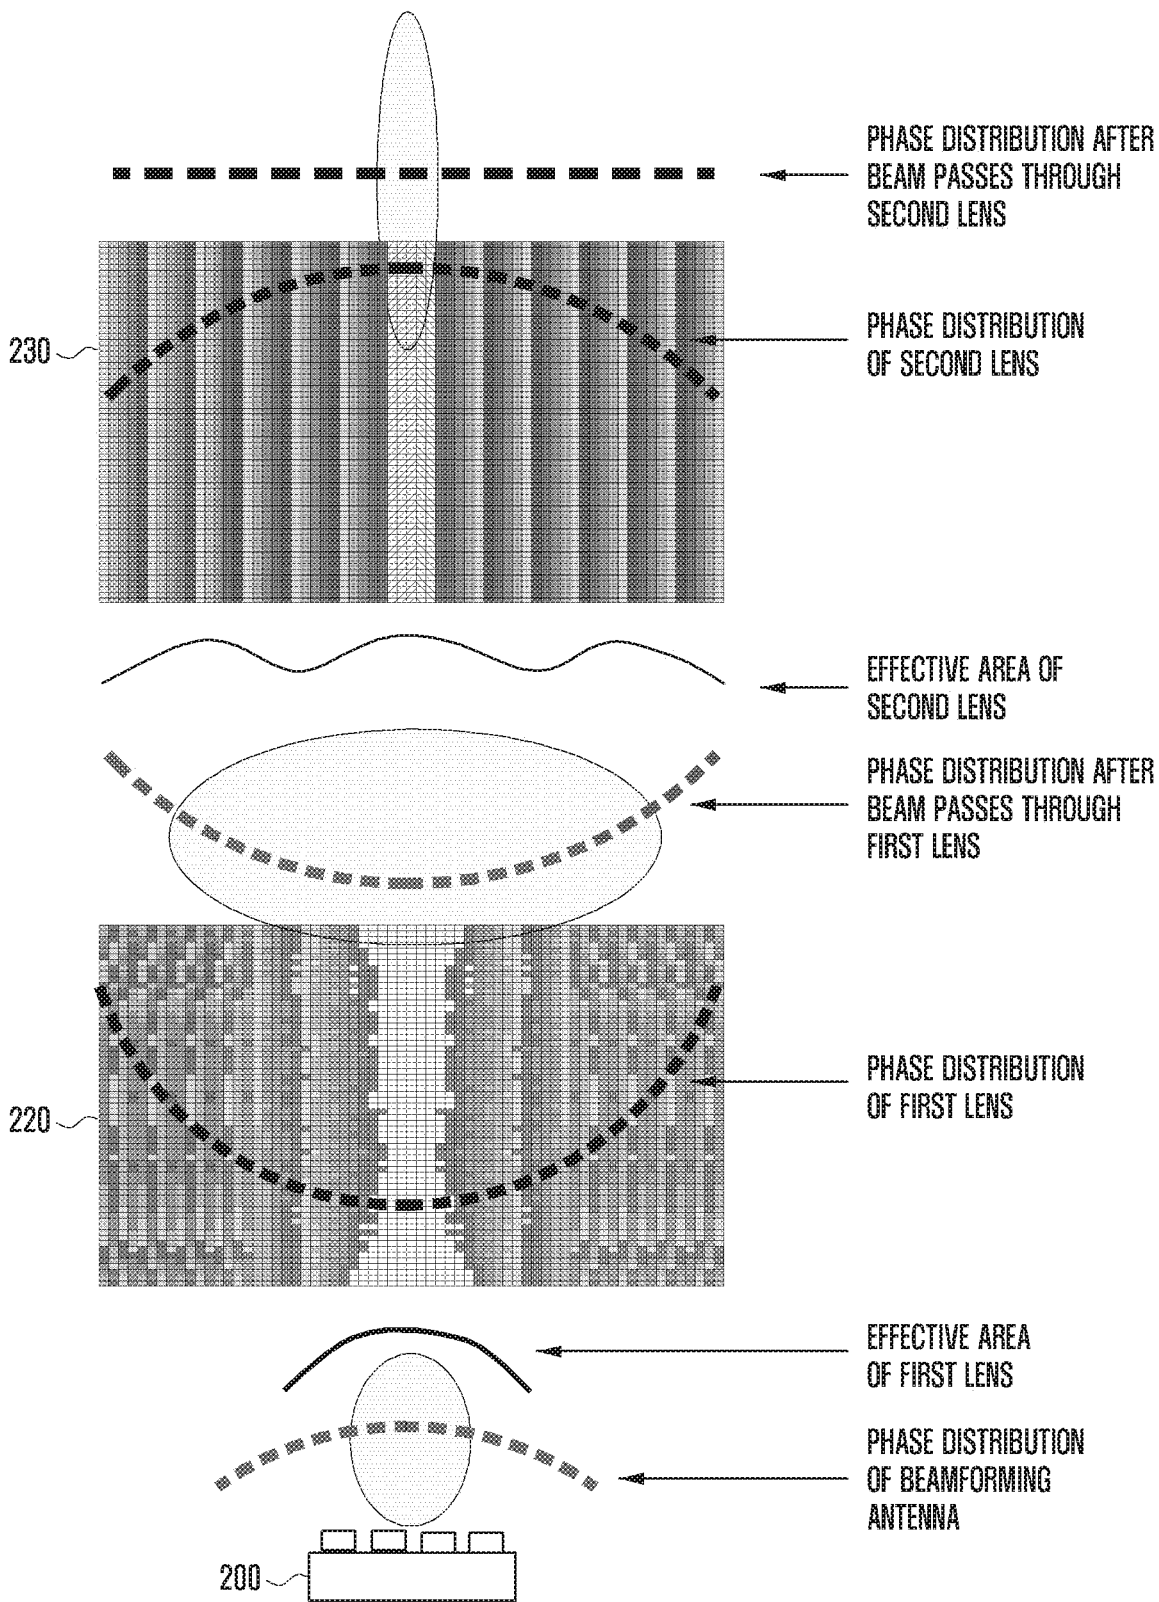 PHASE DISTRIBUTION AFTER
BEAM PASSES THROUGH
SECOND LENS
230
PHASE DISTRIBUTION
OF SECOND LENS
EFFECTIVE AREA OF
SECOND LENS
PHASE DISTRIBUTION AFTER
BEAM PASSES THROUGH
FIRST LENS
220
PHASE DISTRIBUTION
OF FIRST LENS
EFFECTIVE AREA
OF FIRST LENS
PHASE DISTRIBUTION
OF BEAMFORMING
ANTENNA
200